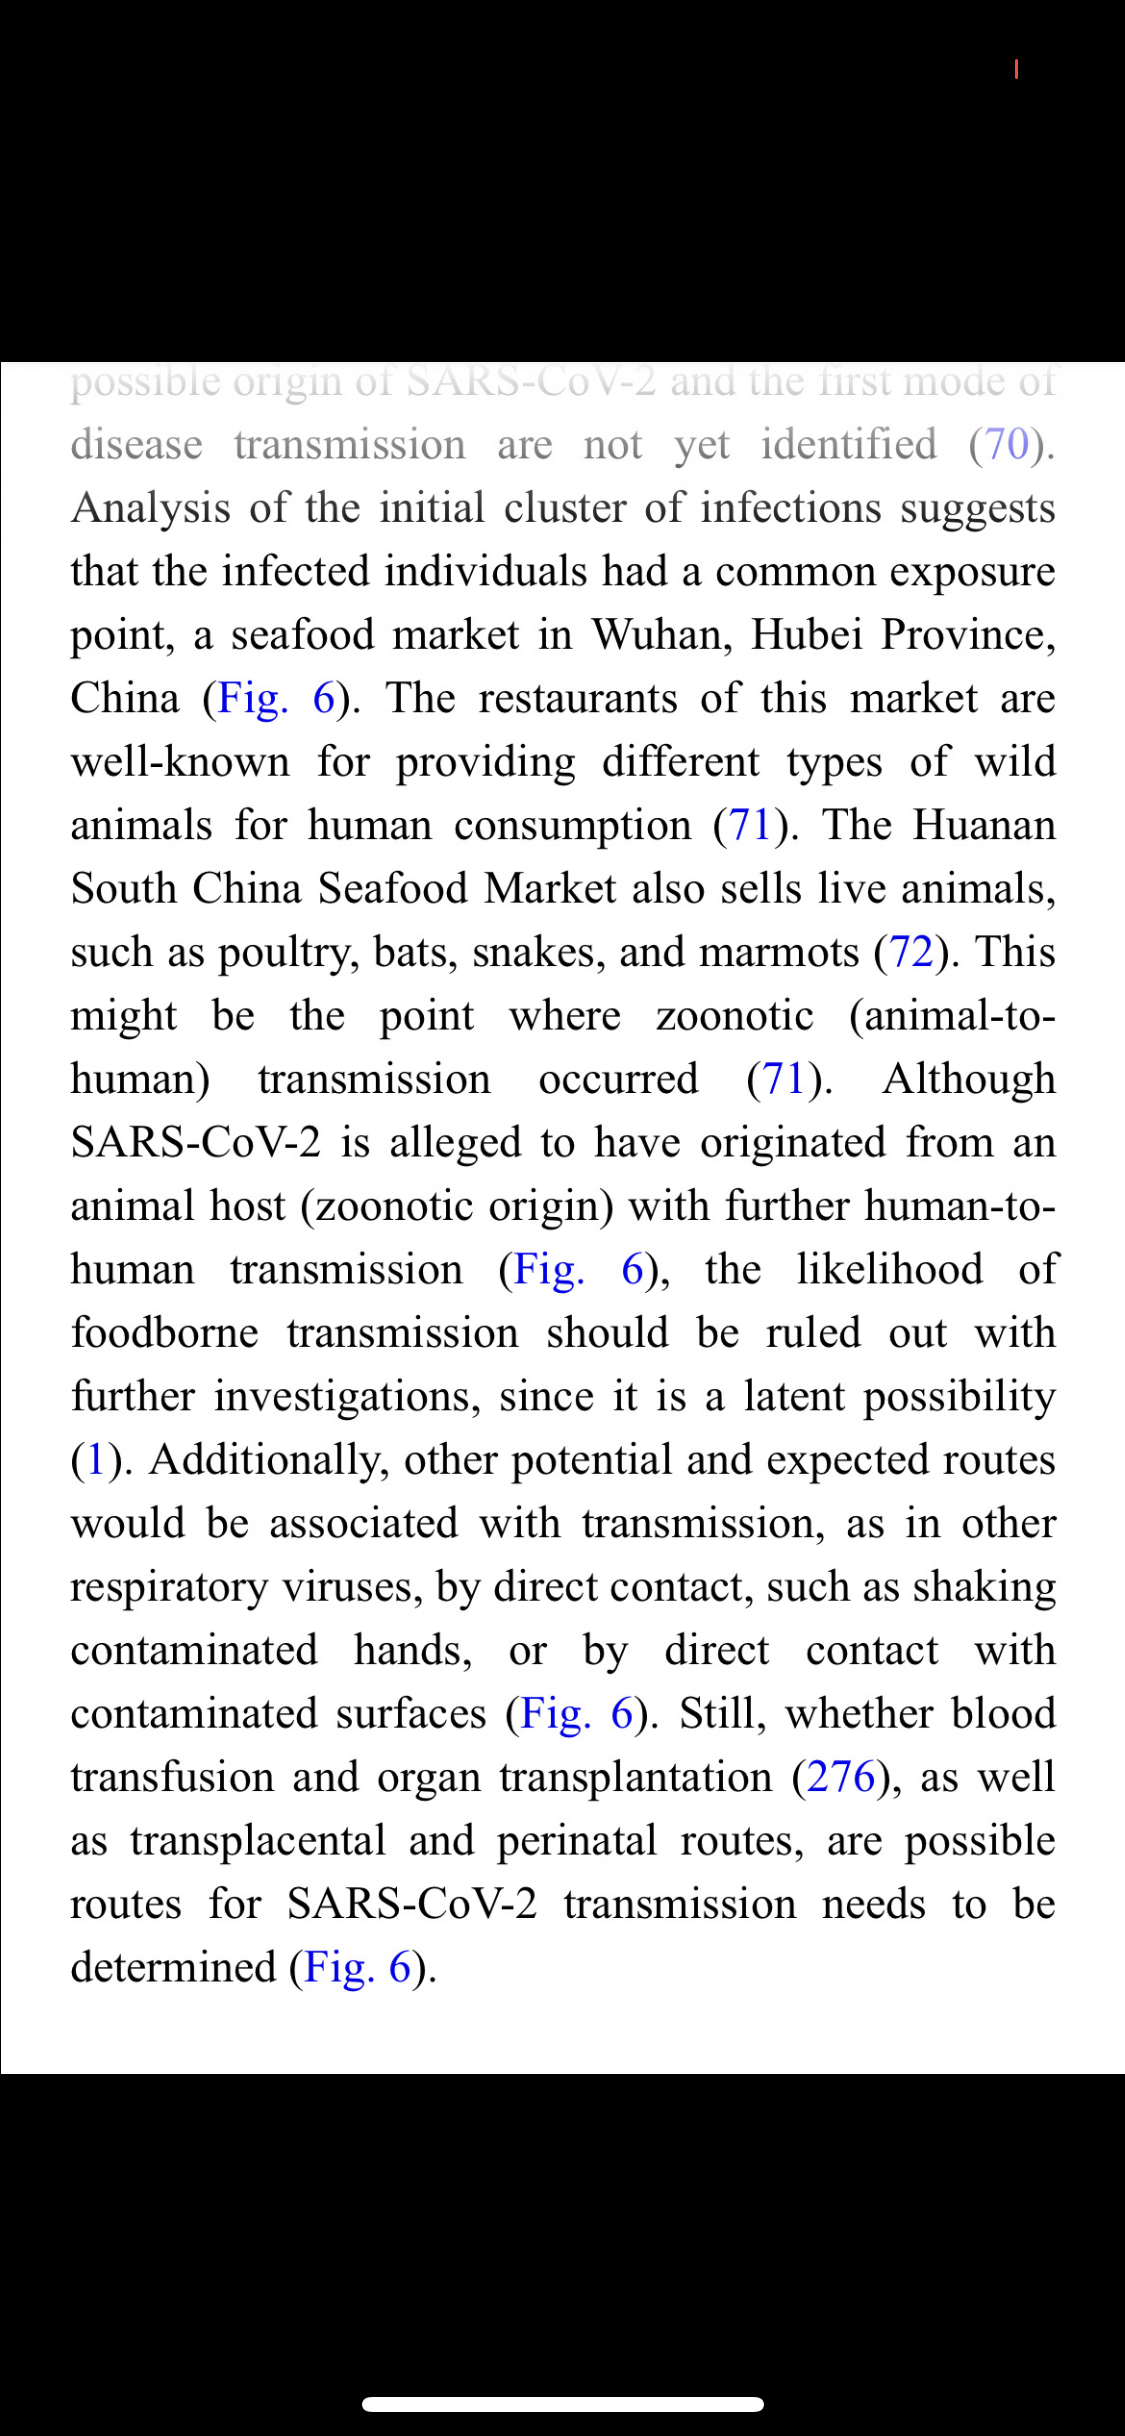 possible origin of SARS-CoV-2 and the first mode of
disease transmission are not yet identified (70).
Analysis of the initial cluster of infections suggests
that the infected individuals had a common exposure
point, a seafood market in Wuhan, Hubei Province,
China (Fig. 6). The restaurants of this market are
well-known for providing different types of wild
animals for human consumption (71). The Huanan
South China Seafood Market also sells live animals,
such as poultry, bats, snakes, and marmots (72). This
might be the point where zoonotic (animal-to-
human) transmission occurred (71). Although
SARS-CoV-2 is alleged to have originated from an
animal host (zoonotic origin) with further human-to-
human transmission (Fig. 6), the likelihood of
foodborne transmission should be ruled out with
further investigations, since it is a latent possibility
(1). Additionally, other potential and expected routes
would be associated with transmission, as in other
respiratory viruses, by direct contact, such as shaking
contaminated hands, or by direct contact with
contaminated surfaces (Fig. 6). Still, whether blood
transfusion and organ transplantation (276), as well
as transplacental and perinatal routes, are possible
routes for SARS-CoV-2 transmission needs to be
determined (Fig. 6).